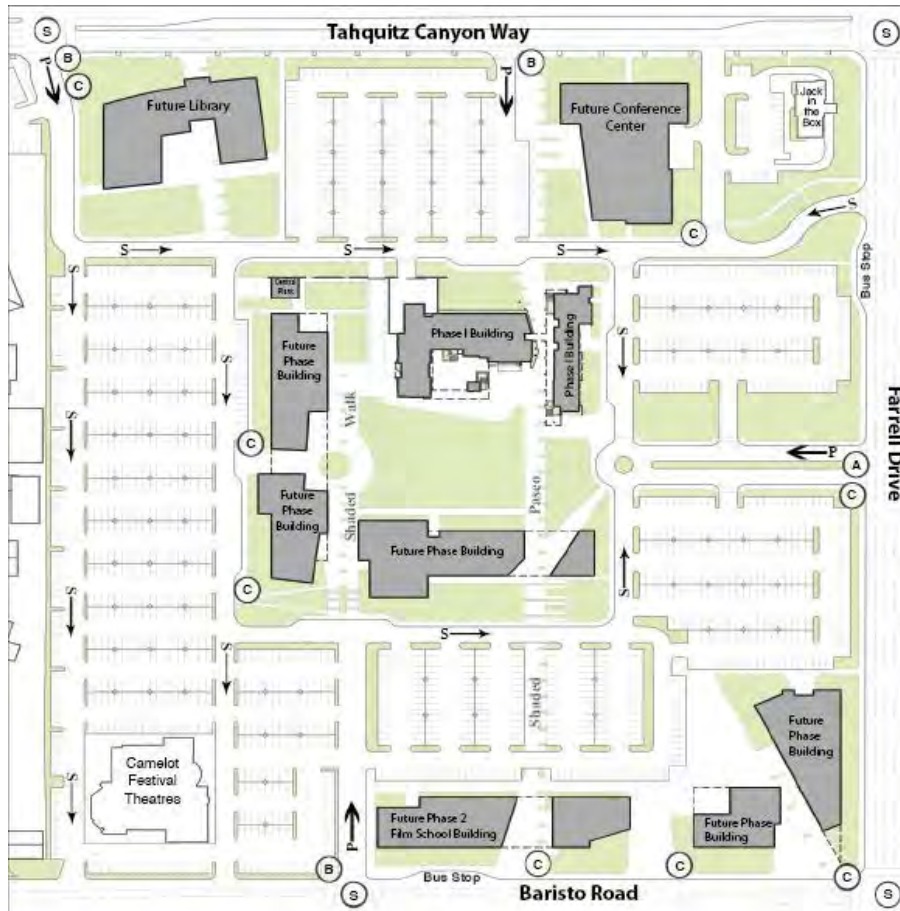 Tahquitz Canyon Way
S
S
B
B
P
P
C
Future Library
Future Conference
Center
Jack
in the
Box
S
C
S
S
S
Bus Stop
Central
Plant
S
Phase I Building
Phase I Building
Future
Phase
Building
S
S
Walk
S
Farrell Drive
C
P
A
C
Future
Phase
Building
Shaded
Paseo
Future Phase Building
C
S
S
S
S
S
Shaded
Future
Phase
Building
Camelot
Festival
Theatres
S
P
Future Phase 2
Film School Building
Future Phase
Building
B
C
C
C
S
Bus Stop
Baristo Road
S